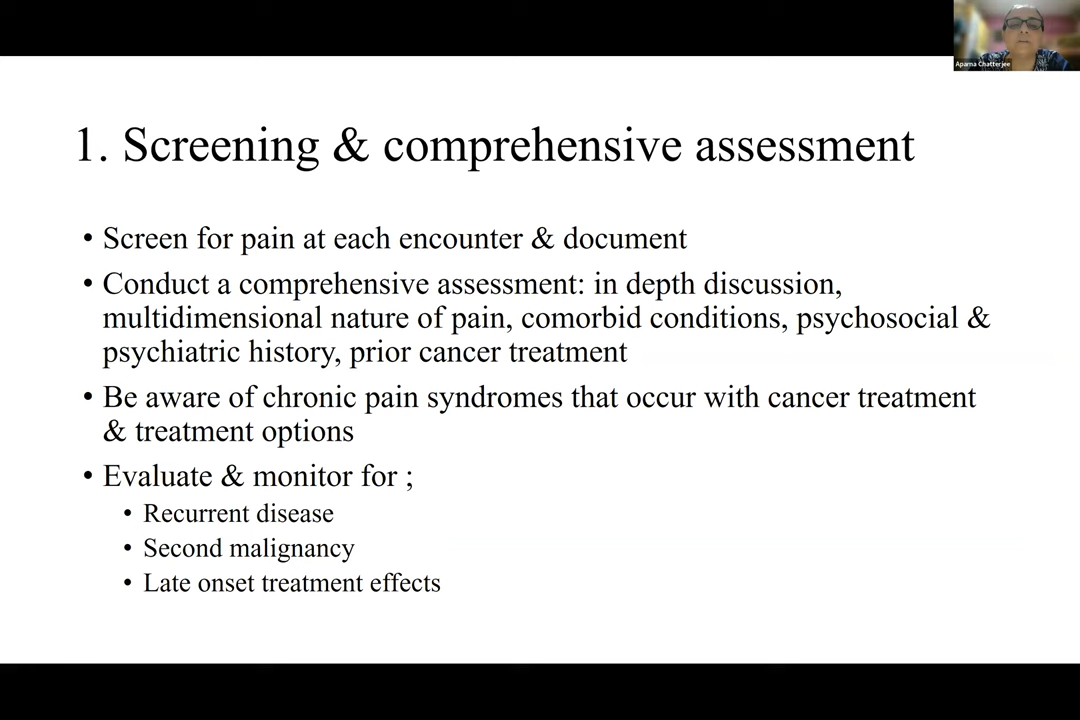 Aparna Chatterjee
1. Screening & comprehensive assessment
• Screen for pain at each encounter & document
• Conduct a comprehensive assessment: in depth discussion,
multidimensional nature of pain, comorbid conditions, psychosocial &
psychiatric history, prior cancer treatment
• Be aware of chronic pain syndromes that occur with cancer treatment
& treatment options
• Evaluate & monitor for ;
• Recurrent disease
• Second malignancy
• Late onset treatment effects